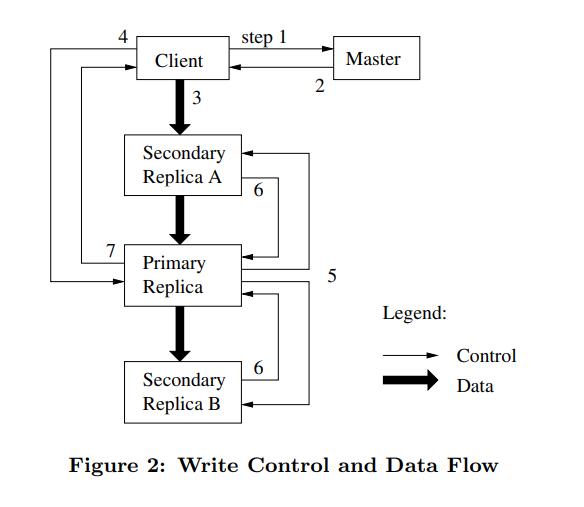 4
step 1
Client
Master
2
3
Secondary
Replica A
6
7
Primary
Replica
5
Legend:
Control
Data
6
Secondary
Replica B
Figure 2: Write Control and Data Flow